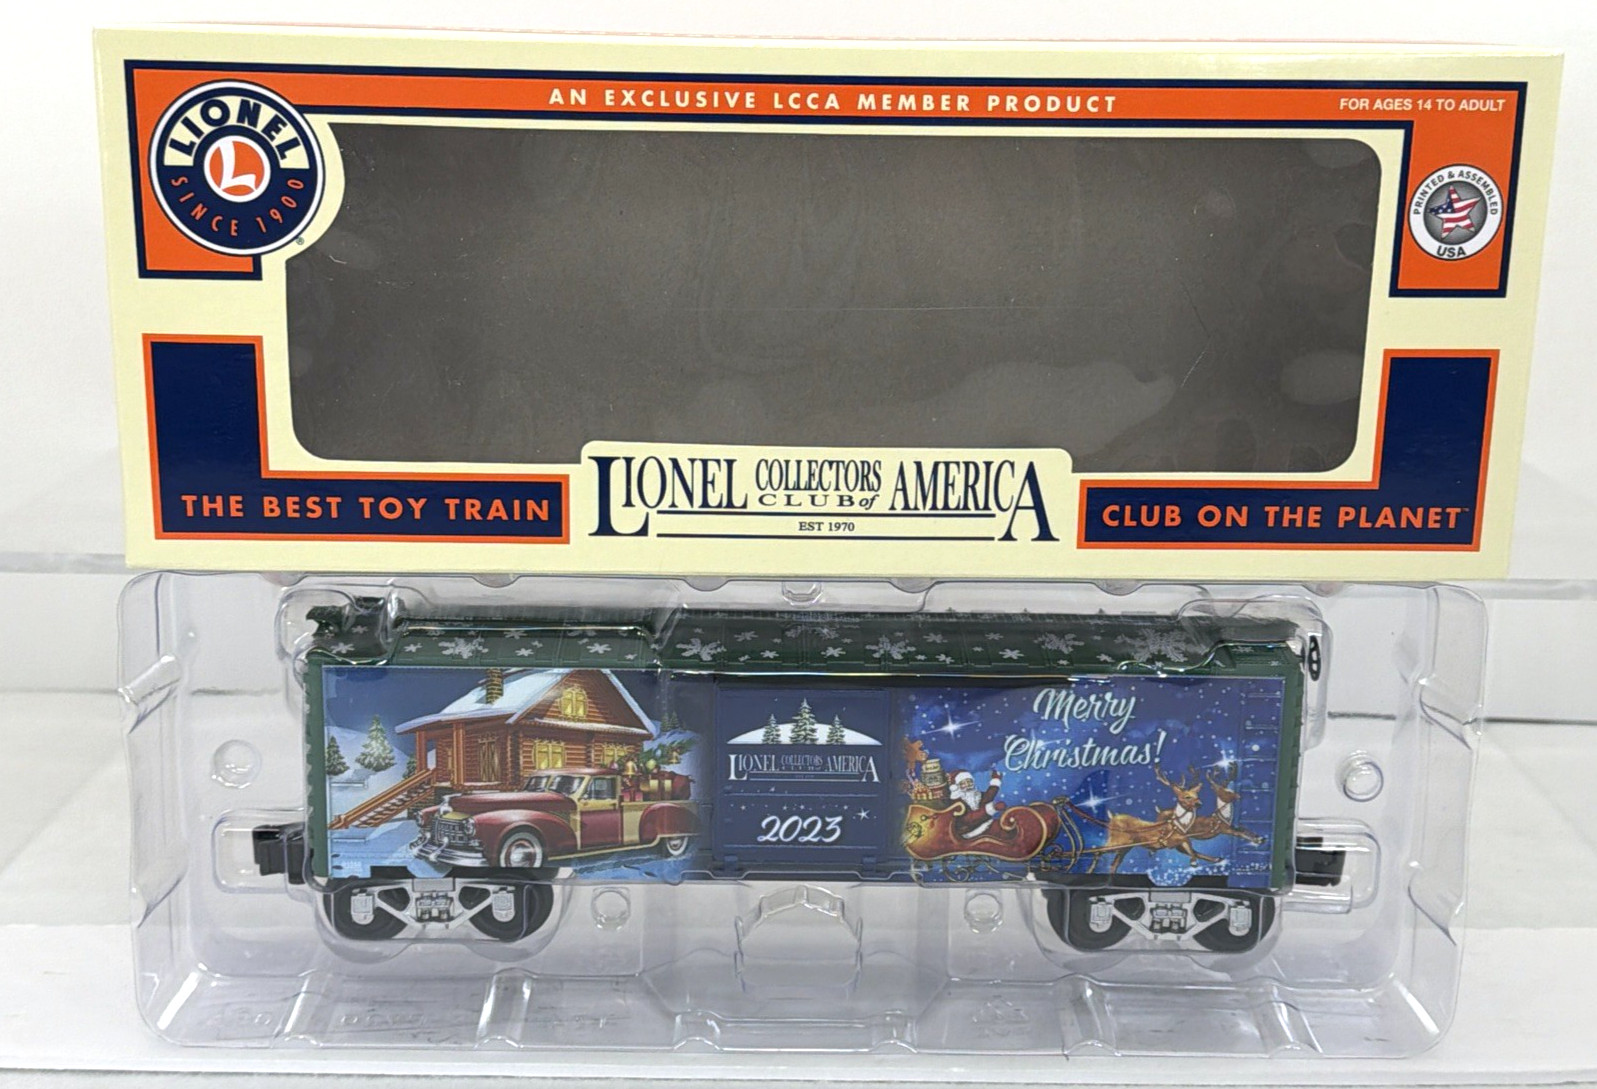 AN EXCLUSIVE LCCA MEMBER PRODUCT
FOR AGES 14 TO ADULT
LIONEL
L
SINCE 1900
®
PRINTED & ASSEMBLED
USA
THE BEST TOY TRAIN
LIONEL COLLECTORS CLUB of AMERICA
EST 1970
CLUB ON THE PLANET™
Merry
Christmas!
LIONEL COLLECTORS CLUB of AMERICA
2023